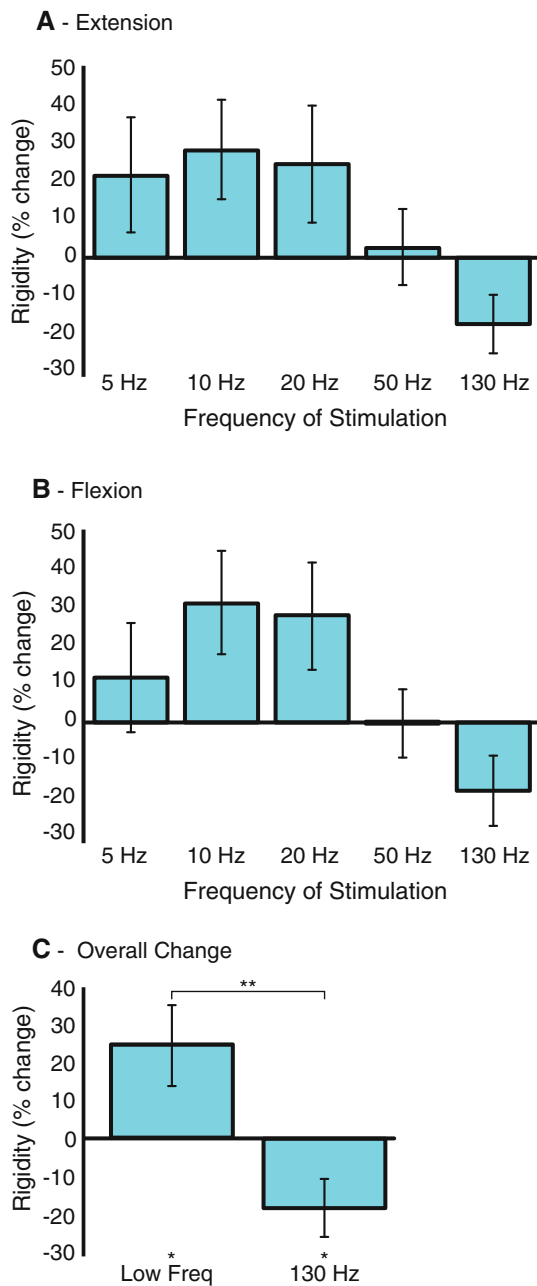 A - Extension
50
40
30
20
10
0
-10
-20
-30
Rigidity (% change)
5 Hz 10 Hz 20 Hz 50 Hz 130 Hz
Frequency of Stimulation
B - Flexion
50
40
30
20
10
0
-10
-20
-30
Rigidity (% change)
5 Hz 10 Hz 20 Hz 50 Hz 130 Hz
Frequency of Stimulation
C - Overall Change
**
40
30
20
10
0
-10
-20
-30
Rigidity (% change)
* *
Low Freq 130 Hz